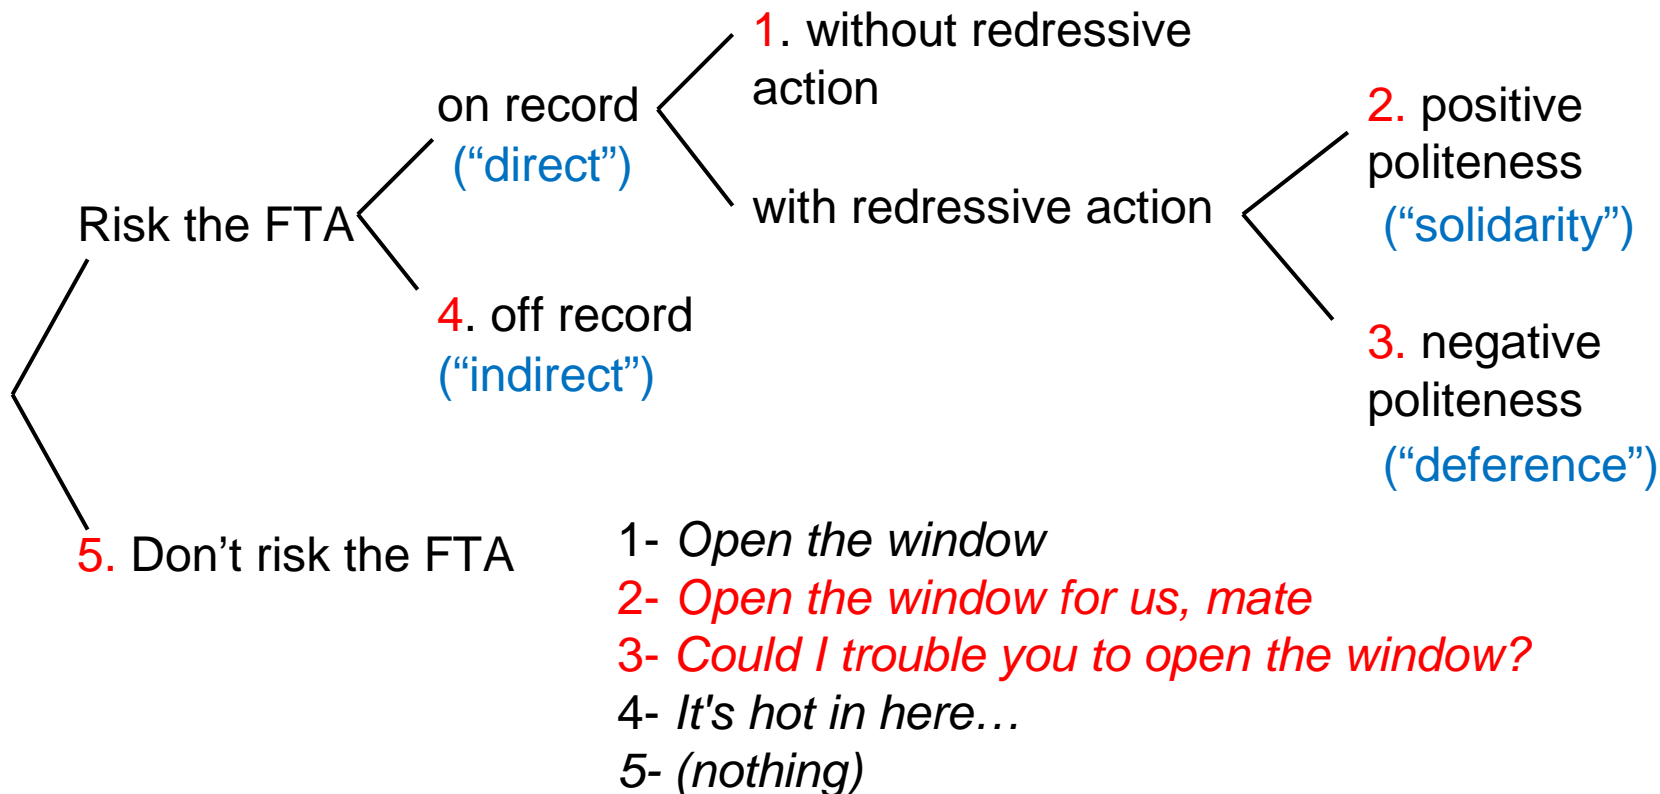 1. without redressive
action
on record
(“direct”)
2. positive
politeness
(“solidarity”)
with redressive action
Risk the FTA
4. off record
(“indirect”)
3. negative
politeness
(“deference”)
5. Don’t risk the FTA
1- Open the window
2- Open the window for us, mate
3- Could I trouble you to open the window?
4- It's hot in here…
5- (nothing)